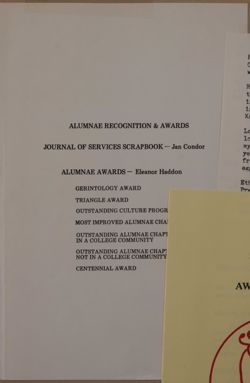 ALUMNAE RECOGNITION & AWARDS
JOURNAL OF SERVICES SCRAPBOOK — Jan Condor
ALUMNAE AWARDS — Eleanor Haddon
GERINTOLOGY AWARD
TRIANGLE AWARD
OUTSTANDING CULTURE PROGR
MOST IMPROVED ALUMNAE CHA
OUTSTANDING ALUMNAE CHAPT
IN A COLLEGE COMMUNITY
OUTSTANDING ALUMNAE CHAPT
NOT IN A COLLEGE COMMUNITY
CENTENNIAL AWARD
AW